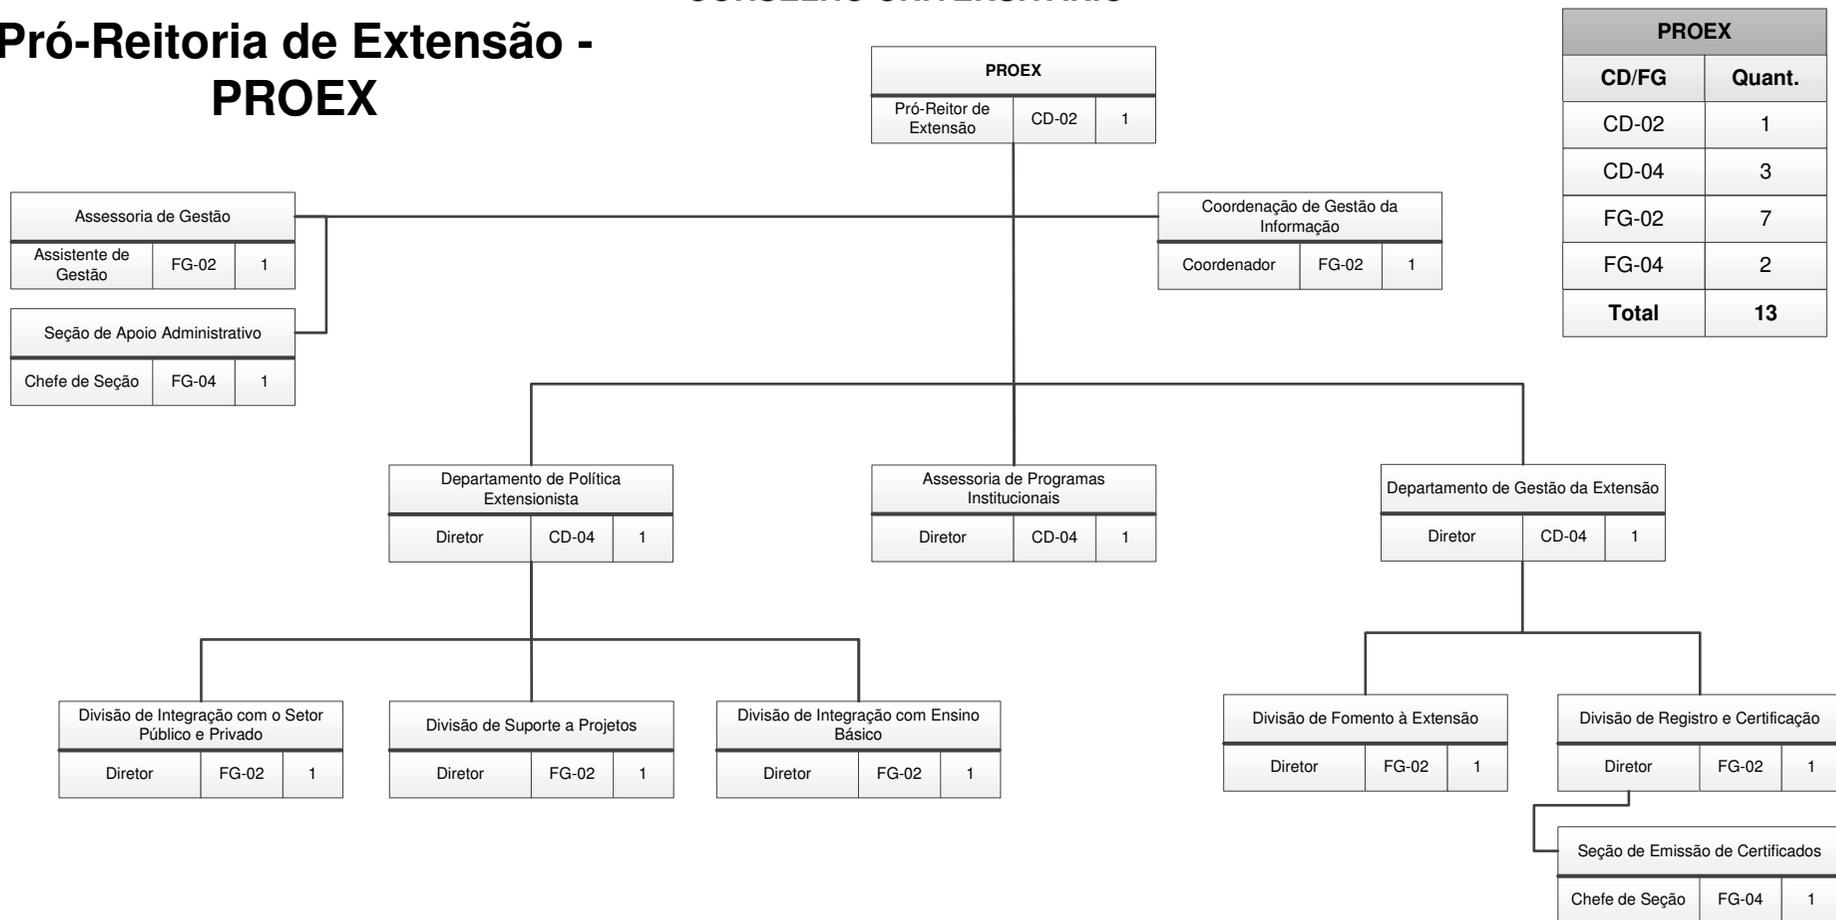 Pró-Reitoria de Extensão -
PROEX
PROEX
Pró-Reitor de
Extensão
CD-02
1
PROEX
CD/FG Quant.
CD-02 1
CD-04 3
FG-02 7
FG-04 2
Total 13
Assessoria de Gestão
Assistente de
Gestão
FG-02
1
Seção de Apoio Administrativo
Chefe de Seção FG-04 1
Coordenação de Gestão da
Informação
Coordenador FG-02 1
Departamento de Política
Extensionista
Diretor CD-04 1
Assessoria de Programas
Institucionais
Diretor CD-04 1
Departamento de Gestão da Extensão
Diretor CD-04 1
Divisão de Integração com o Setor
Público e Privado
Diretor FG-02 1
Divisão de Suporte a Projetos
Diretor FG-02 1
Divisão de Integração com Ensino
Básico
Diretor FG-02 1
Divisão de Fomento à Extensão
Diretor FG-02 1
Divisão de Registro e Certificação
Diretor FG-02 1
Seção de Emissão de Certificados
Chefe de Seção FG-04 1